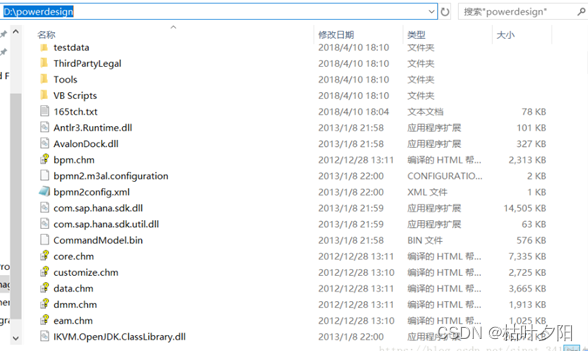 D:\powerdesign 搜索"powerdesign"
名称 修改日期 类型 大小
testdata 2018/4/10 18:10 文件夹
ThirdPartyLegal 2018/4/10 18:10 文件夹
Tools 2018/4/10 18:10 文件夹
VB Scripts 2018/4/10 18:10 文件夹
165tch.txt 2018/4/10 18:04 文本文档 78 KB
Antlr3.Runtime.dll 2013/1/8 21:58 应用程序扩展 101 KB
AvalonDock.dll 2013/1/8 21:58 应用程序扩展 327 KB
bpm.chm 2012/12/28 13:11 编译的 HTML 帮... 2,313 KB
bpmn2.m3al.configuration 2013/1/8 22:00 CONFIGURATIO... 2 KB
bpmn2config.xml 2013/1/8 22:00 XML 文件 1 KB
com.sap.hana.sdk.dll 2013/1/8 21:59 应用程序扩展 14,505 KB
com.sap.hana.sdk.util.dll 2013/1/8 21:59 应用程序扩展 63 KB
CommandModel.bin 2013/1/8 21:58 BIN 文件 576 KB
core.chm 2012/12/28 13:11 编译的 HTML 帮... 7,335 KB
customize.chm 2012/12/28 13:10 编译的 HTML 帮... 2,725 KB
data.chm 2012/12/28 13:11 编译的 HTML 帮... 3,665 KB
dmm.chm 2012/12/28 13:11 编译的 HTML 帮... 1,913 KB
eam.chm 2012/12/28 13:10 编译的 HTML 帮... 1,025 KB
IKVM.OpenJDK.ClassLibrary.dll 2013/1/8 22:00 应用程序扩展
CSDN @枯叶夕阳